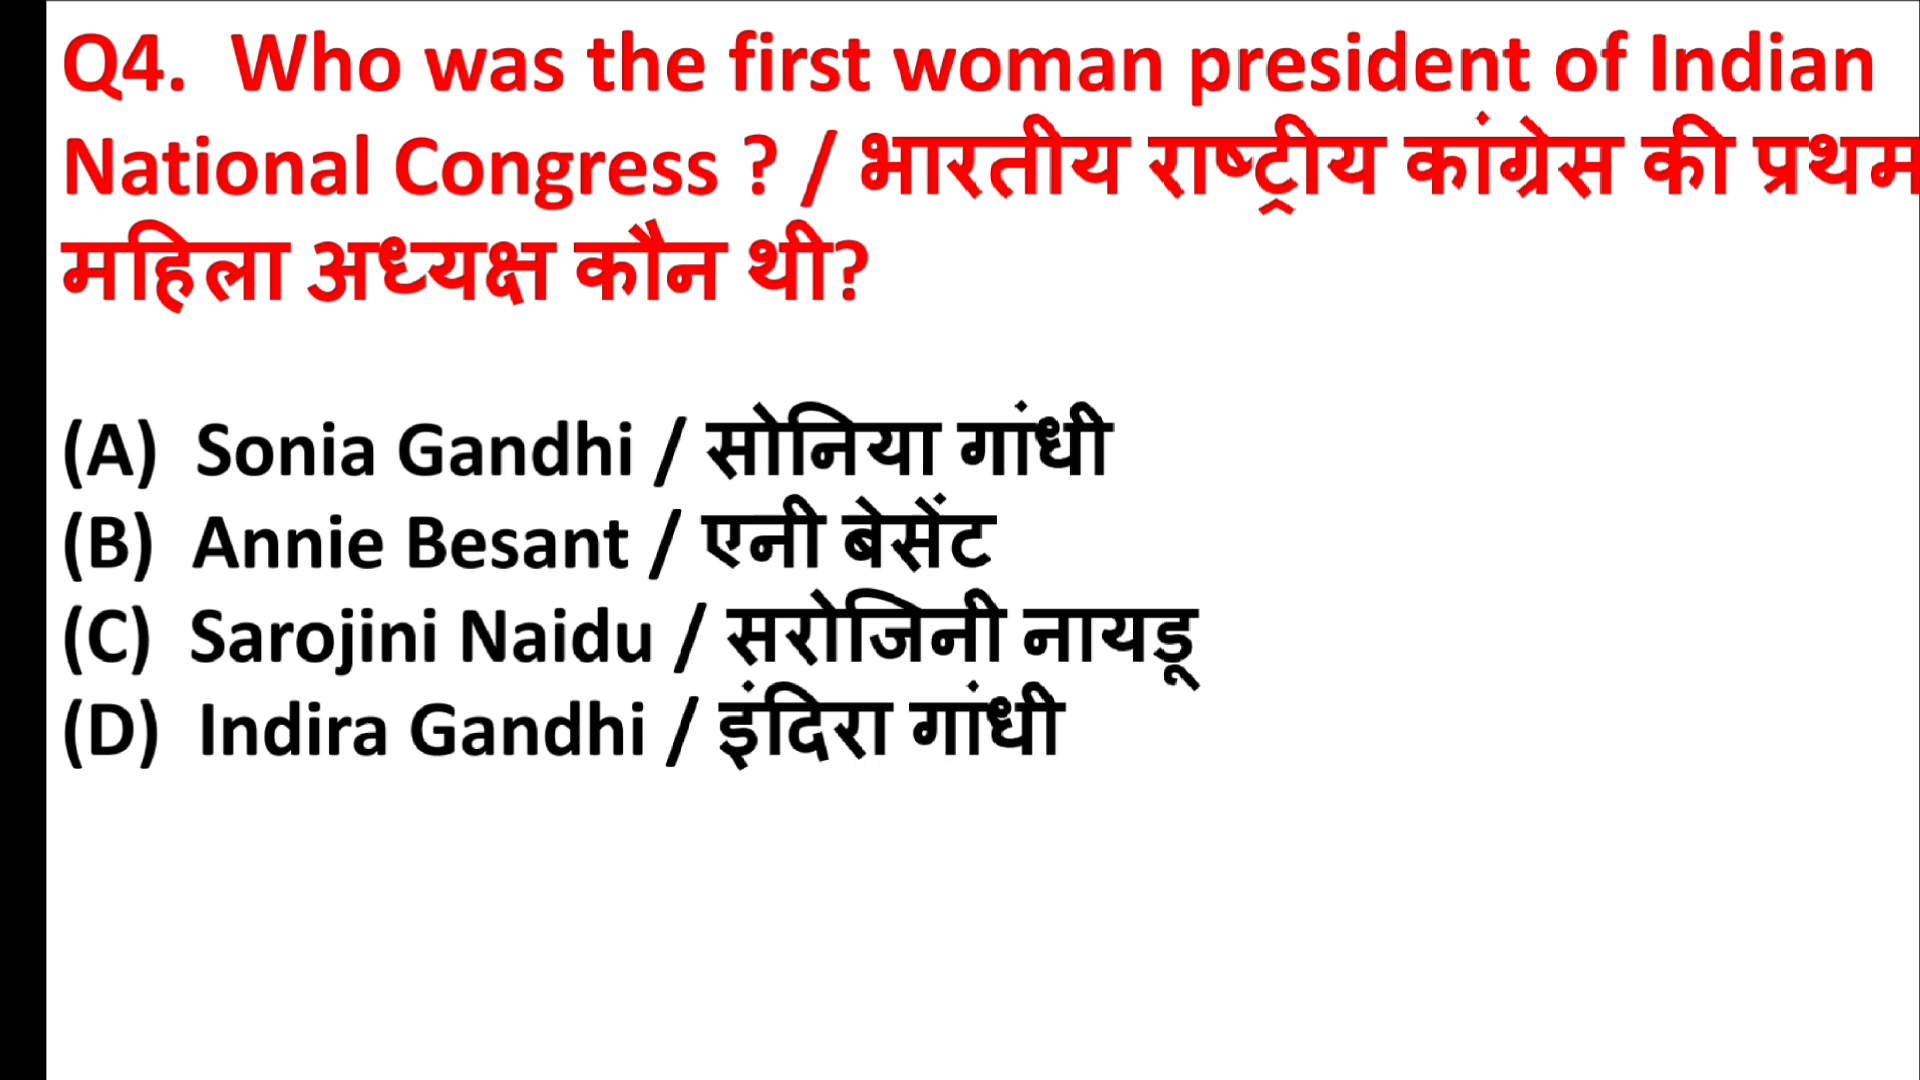 Q4.  Who was the first woman president of Indian
National Congress ? / भारतीय राष्ट्रीय कांग्रेस की प्रथम
महिला अध्यक्ष कौन थी?
(A)  Sonia Gandhi / सोनिया गांधी
(B)  Annie Besant / एनी बेसेंट
(C)  Sarojini Naidu / सरोजिनी नायडू
(D)  Indira Gandhi / इंदिरा गांधी